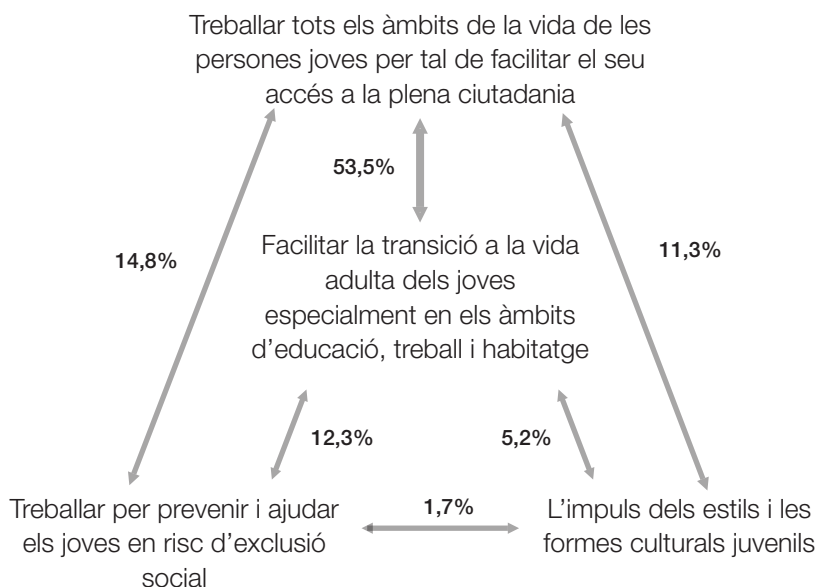 Treballar tots els àmbits de la vida de les
persones joves per tal de facilitar el seu
accés a la plena ciutadania
53,5%
14,8%
11,3%
Facilitar la transició a la vida
adulta dels joves
especialment en els àmbits
d’educació, treball i habitatge
12,3%
5,2%
Treballar per prevenir i ajudar
els joves en risc d’exclusió
social
1,7%
L’impuls dels estils i les
formes culturals juvenils